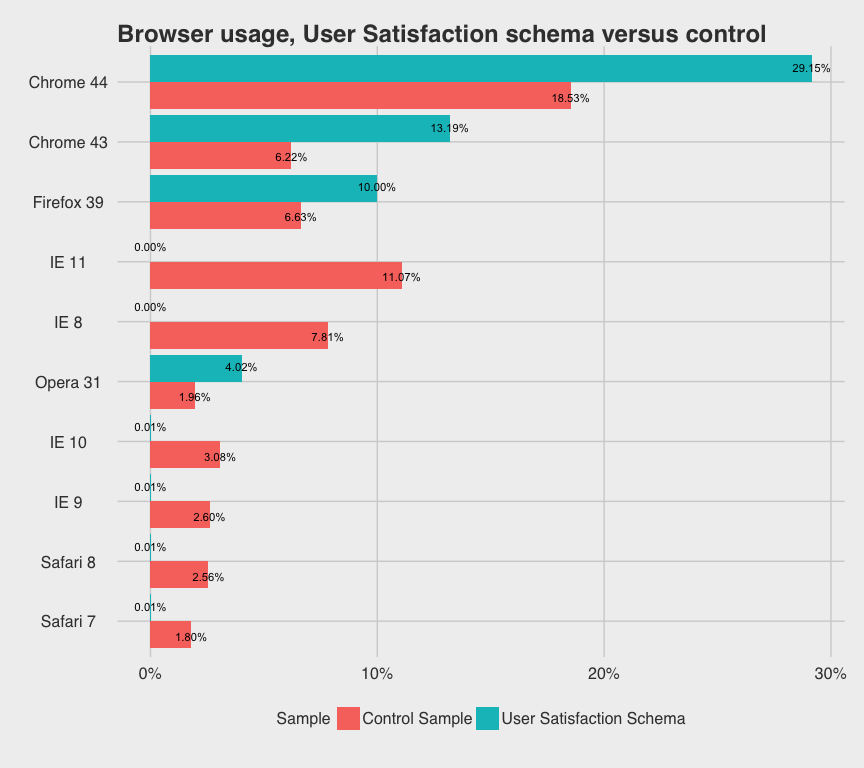 Browser usage, User Satisfaction schema versus control
Chrome 44
29.15%
18.53%
Chrome 43
13.19%
6.22%
Firefox 39
10.00%
6.63%
IE 11
0.00%
11.07%
IE 8
0.00%
7.81%
Opera 31
4.02%
1.96%
IE 10
0.01%
3.08%
IE 9
0.01%
2.60%
Safari 8
0.01%
2.56%
Safari 7
0.01%
1.80%
0% 10% 20% 30%
Sample Control Sample User Satisfaction Schema